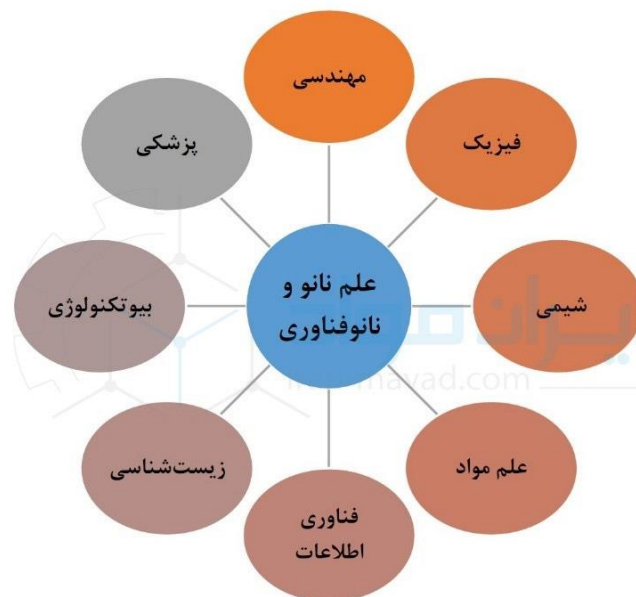 مهندسی
فیزیک
شیمی
علم مواد
فناوری
اطلاعات
زیست‌شناسی
بیوتکنولوژی
پزشکی
علم نانو و
نانوفناوری